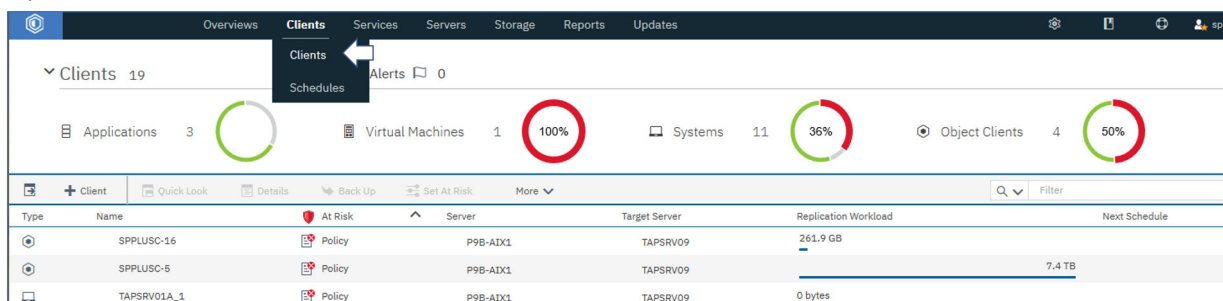 Overviews Clients Services Servers Storage Reports Updates sp
Clients
Schedules
Clients 19 Alerts 0
Applications 3 Virtual Machines 1 100% Systems 11 36% Object Clients 4 50%
+ Client Quick Look Details Back Up Set At Risk More Filter
Type Name At Risk Server Target Server Replication Workload Next Schedule
SPPLUSC-16 Policy P9B-AIX1 TAPSRV09 261.9 GB
SPPLUSC-5 Policy P9B-AIX1 TAPSRV09 7.4 TB
TAPSRV01A_1 Policy P9B-AIX1 TAPSRV09 0 bytes